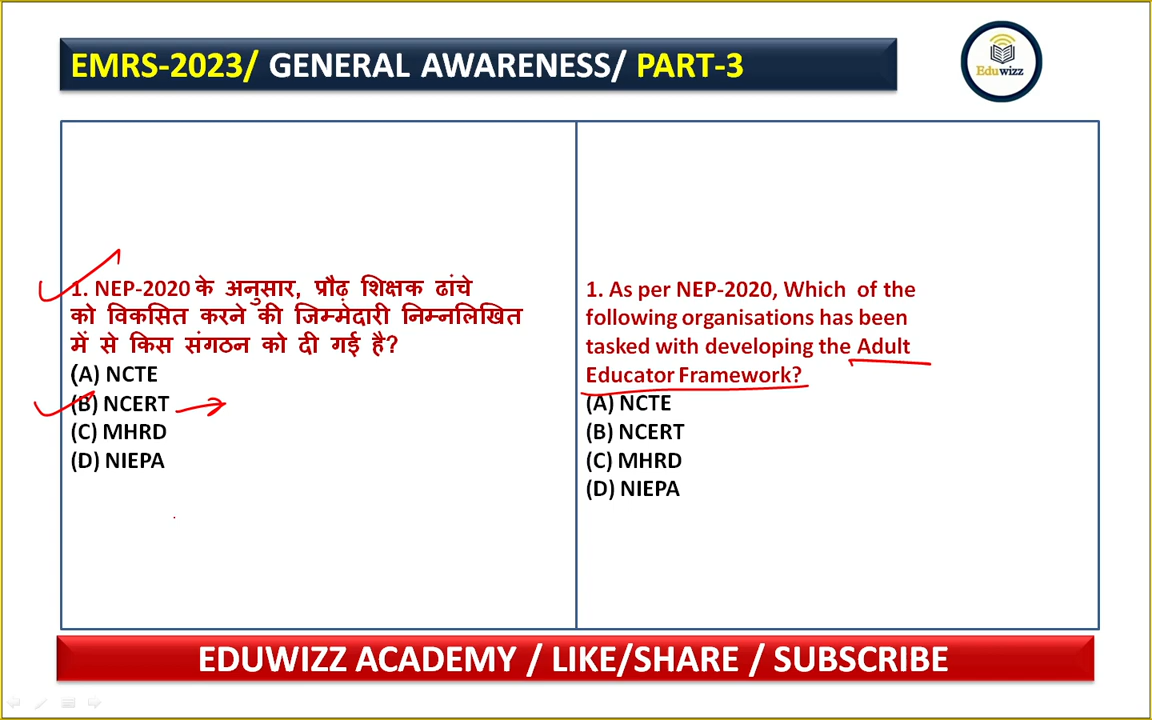 EMRS-2023/ GENERAL AWARENESS/ PART-3
Eduwizz
1. NEP-2020 के अनुसार, प्रौढ़ शिक्षक ढांचे
को विकसित करने की जिम्मेदारी निम्नलिखित
में से किस संगठन को दी गई है?
(A) NCTE
(B) NCERT
(C) MHRD
(D) NIEPA
1. As per NEP-2020, Which of the
following organisations has been
tasked with developing the Adult
Educator Framework?
(A) NCTE
(B) NCERT
(C) MHRD
(D) NIEPA
EDUWIZZ ACADEMY / LIKE/SHARE / SUBSCRIBE